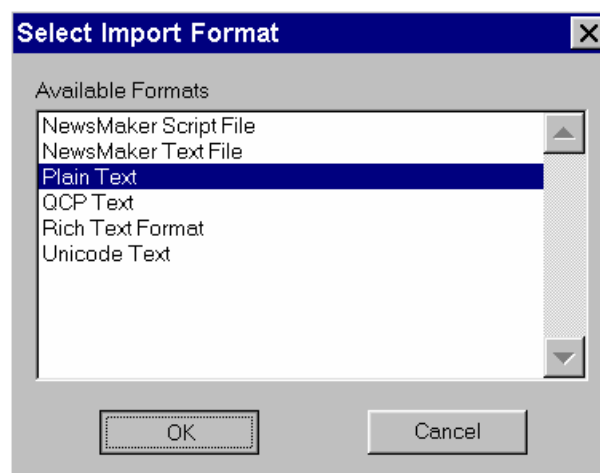 Select Import Format
Available Formats
NewsMaker Script File
NewsMaker Text File
Plain Text
QCP Text
Rich Text Format
Unicode Text
OK
Cancel